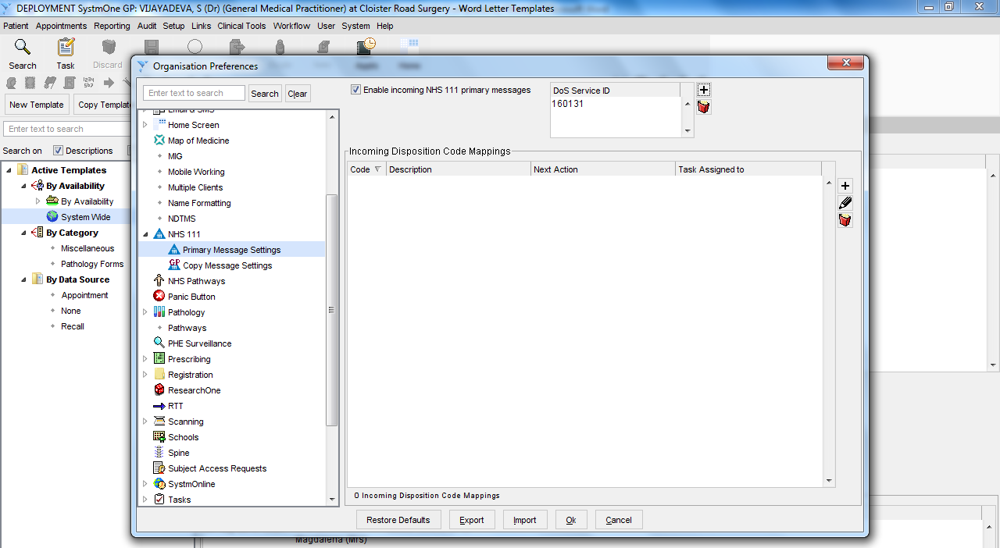 DEPLOYMENT SystmOne GP: VIJAYADEVA, S (Dr) (General Medical Practitioner) at Cloister Road Surgery - Word Letter Templates
Patient Appointments Reporting Audit Setup Links Clinical Tools Workflow User System Help
Search Task Discard
New Template Copy Templat
Enter text to search
Search on Descriptions
Active Templates
By Availability
By Availability
System Wide
By Category
Miscellaneous
Pathology Forms
By Data Source
Appointment
None
Recall
Organisation Preferences
Enter text to search Search Clear
Email & SMS
Home Screen
Map of Medicine
MIG
Mobile Working
Multiple Clients
Name Formatting
NDTMS
NHS 111
Primary Message Settings
Copy Message Settings
NHS Pathways
Panic Button
Pathology
Pathways
PHE Surveillance
Prescribing
Registration
ResearchOne
RTT
Scanning
Schools
Spine
Subject Access Requests
SystmOnline
Tasks
Enable incoming NHS 111 primary messages
DoS Service ID
160131
Incoming Disposition Code Mappings
Code Description Next Action Task Assigned to
0 Incoming Disposition Code Mappings
Restore Defaults Export Import Ok Cancel
Magdalena (Mrs)